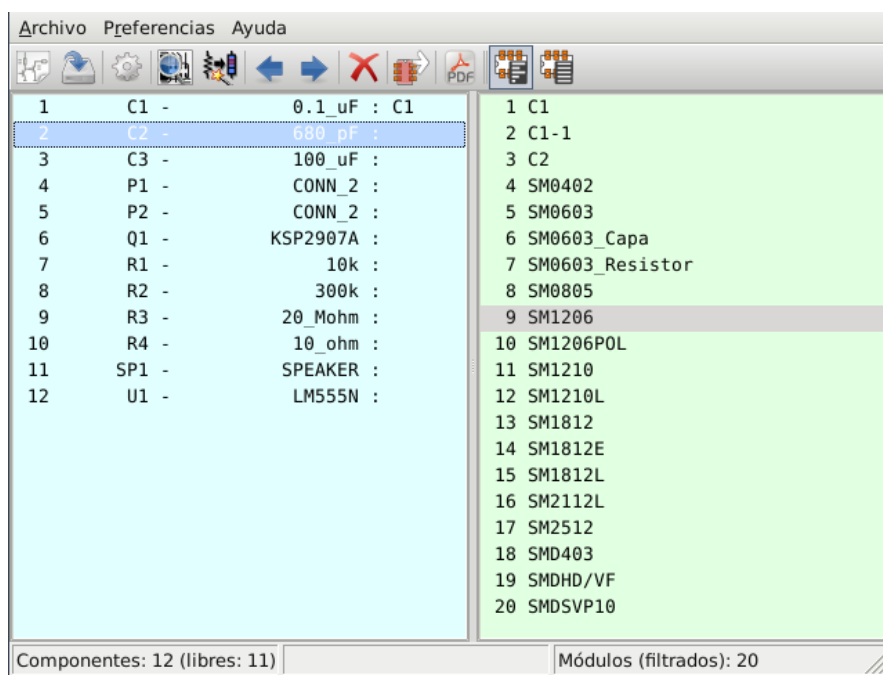 Archivo Preferencias Ayuda
PDF
1 C1 - 0.1_uF : C1
2 C2 - 680_pF :
3 C3 - 100_uF :
4 P1 - CONN_2 :
5 P2 - CONN_2 :
6 Q1 - KSP2907A :
7 R1 - 10k :
8 R2 - 300k :
9 R3 - 20_Mohm :
10 R4 - 10_ohm :
11 SP1 - SPEAKER :
12 U1 - LM555N :
1 C1
2 C1-1
3 C2
4 SM0402
5 SM0603
6 SM0603_Capa
7 SM0603_Resistor
8 SM0805
9 SM1206
10 SM1206POL
11 SM1210
12 SM1210L
13 SM1812
14 SM1812E
15 SM1812L
16 SM2112L
17 SM2512
18 SMD403
19 SMDHD/VF
20 SMDSVP10
Componentes: 12 (libres: 11)
Módulos (filtrados): 20